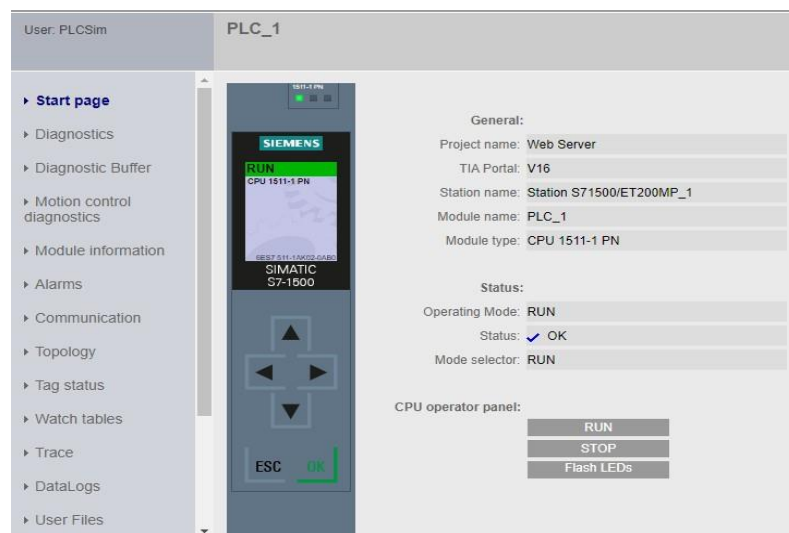 User: PLCSim
PLC_1
Start page
Diagnostics
Diagnostic Buffer
Motion control
diagnostics
Module information
Alarms
Communication
Topology
Tag status
Watch tables
Trace
DataLogs
User Files
1511-1 PN
SIEMENS
RUN
CPU 1511-1 PN
6ES7 511-1AK02-0AB0
SIMATIC
S7-1500
ESC OK
General:
Project name: Web Server
TIA Portal: V16
Station name: Station S71500/ET200MP_1
Module name: PLC_1
Module type: CPU 1511-1 PN
Status:
Operating Mode: RUN
Status: OK
Mode selector: RUN
CPU operator panel:
RUN
STOP
Flash LEDs